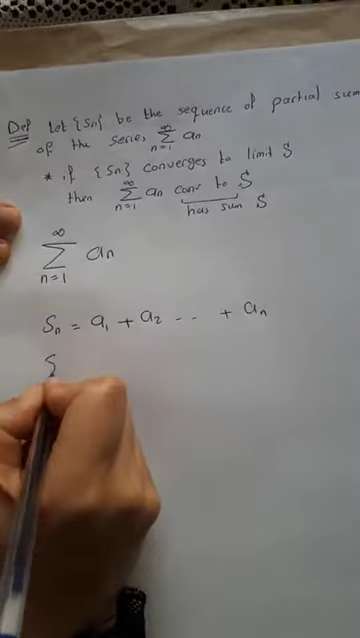 Def Let {Sn} be the sequence of partial sum
of the series ∞∑n=1 an
* if {Sn} converges to limit S
then ∞∑n=1 an conv to S
has sum S
∞∑n=1 an
Sn = a1 + a2 -- + an
S